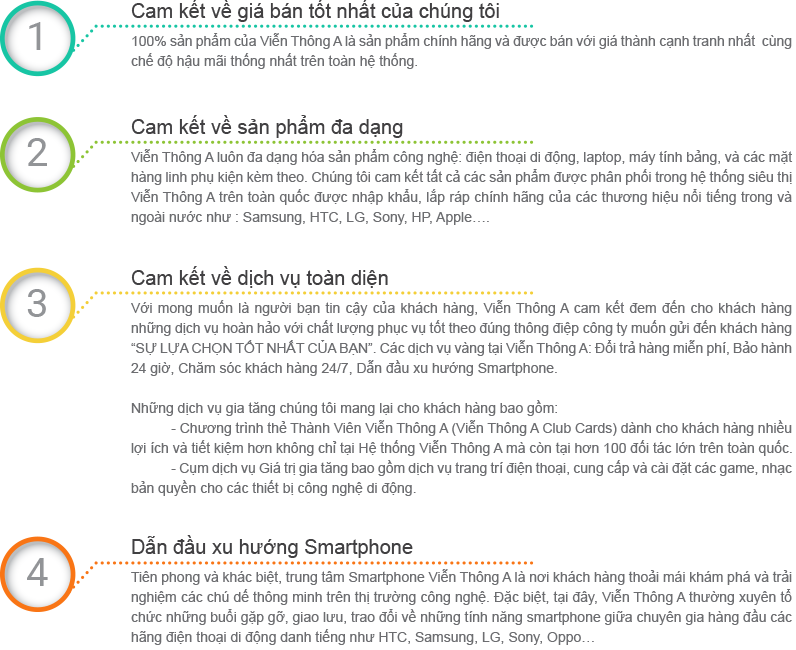 1
Cam kết về giá bán tốt nhất của chúng tôi
100% sản phẩm của Viễn Thông A là sản phẩm chính hãng và được bán với giá thành cạnh tranh nhất cùng
chế độ hậu mãi thống nhất trên toàn hệ thống.
2
Cam kết về sản phẩm đa dạng
Viễn Thông A luôn đa dạng hóa sản phẩm công nghệ: điện thoại di động, laptop, máy tính bảng, và các mặt
hàng linh phụ kiện kèm theo. Chúng tôi cam kết tất cả các sản phẩm được phân phối trong hệ thống siêu thị
Viễn Thông A trên toàn quốc được nhập khẩu, lắp ráp chính hãng của các thương hiệu nổi tiếng trong và
ngoài nước như : Samsung, HTC, LG, Sony, HP, Apple….
3
Cam kết về dịch vụ toàn diện
Với mong muốn là người bạn tin cậy của khách hàng, Viễn Thông A cam kết đem đến cho khách hàng
những dịch vụ hoàn hảo với chất lượng phục vụ tốt theo đúng thông điệp công ty muốn gửi đến khách hàng
“SỰ LỰA CHỌN TỐT NHẤT CỦA BẠN”. Các dịch vụ vàng tại Viễn Thông A: Đổi trả hàng miễn phí, Bảo hành
24 giờ, Chăm sóc khách hàng 24/7, Dẫn đầu xu hướng Smartphone.
Những dịch vụ gia tăng chúng tôi mang lại cho khách hàng bao gồm:
- Chương trình thẻ Thành Viên Viễn Thông A (Viễn Thông A Club Cards) dành cho khách hàng nhiều
lợi ích và tiết kiệm hơn không chỉ tại Hệ thống Viễn Thông A mà còn tại hơn 100 đối tác lớn trên toàn quốc.
- Cụm dịch vụ Giá trị gia tăng bao gồm dịch vụ trang trí điện thoại, cung cấp và cài đặt các game, nhạc
bản quyền cho các thiết bị công nghệ di động.
4
Dẫn đầu xu hướng Smartphone
Tiên phong và khác biệt, trung tâm Smartphone Viễn Thông A là nơi khách hàng thoải mái khám phá và trải
nghiệm các chú dế thông minh trên thị trường công nghệ. Đặc biệt, tại đây, Viễn Thông A thường xuyên tổ
chức những buổi gặp gỡ, giao lưu, trao đổi về những tính năng smartphone giữa chuyên gia hàng đầu các
hãng điện thoại di động danh tiếng như HTC, Samsung, LG, Sony, Oppo…